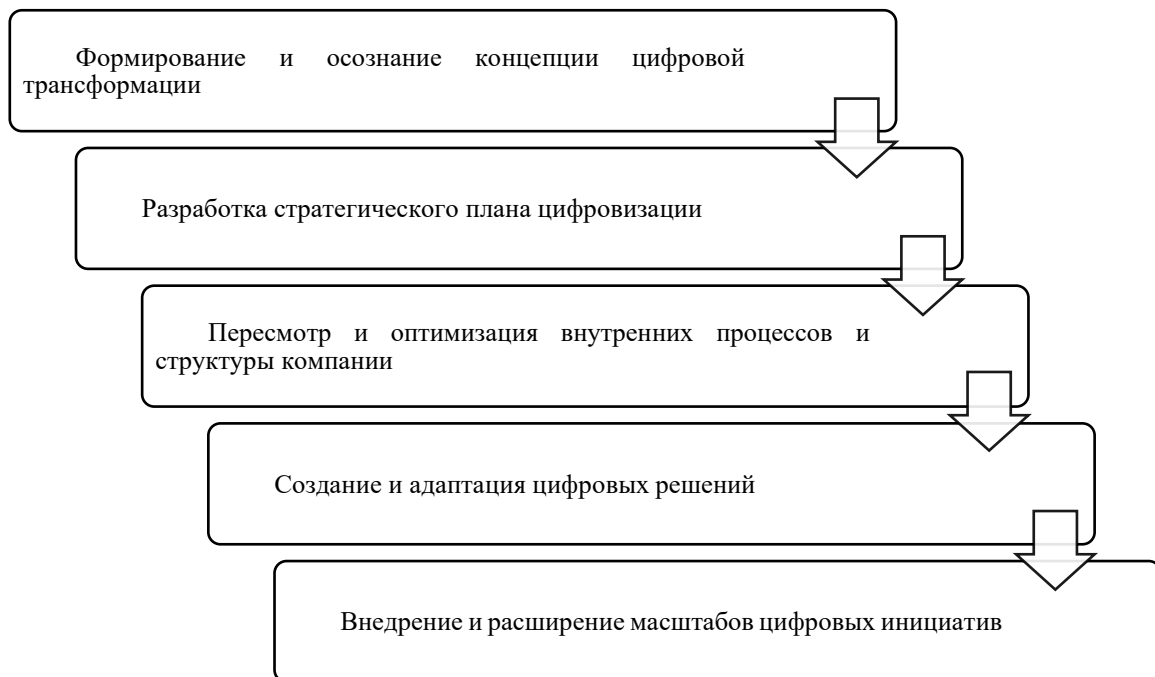 Формирование и осознание концепции цифровой
трансформации
Разработка стратегического плана цифровизации
Пересмотр и оптимизация внутренних процессов и
структуры компании
Создание и адаптация цифровых решений
Внедрение и расширение масштабов цифровых инициатив